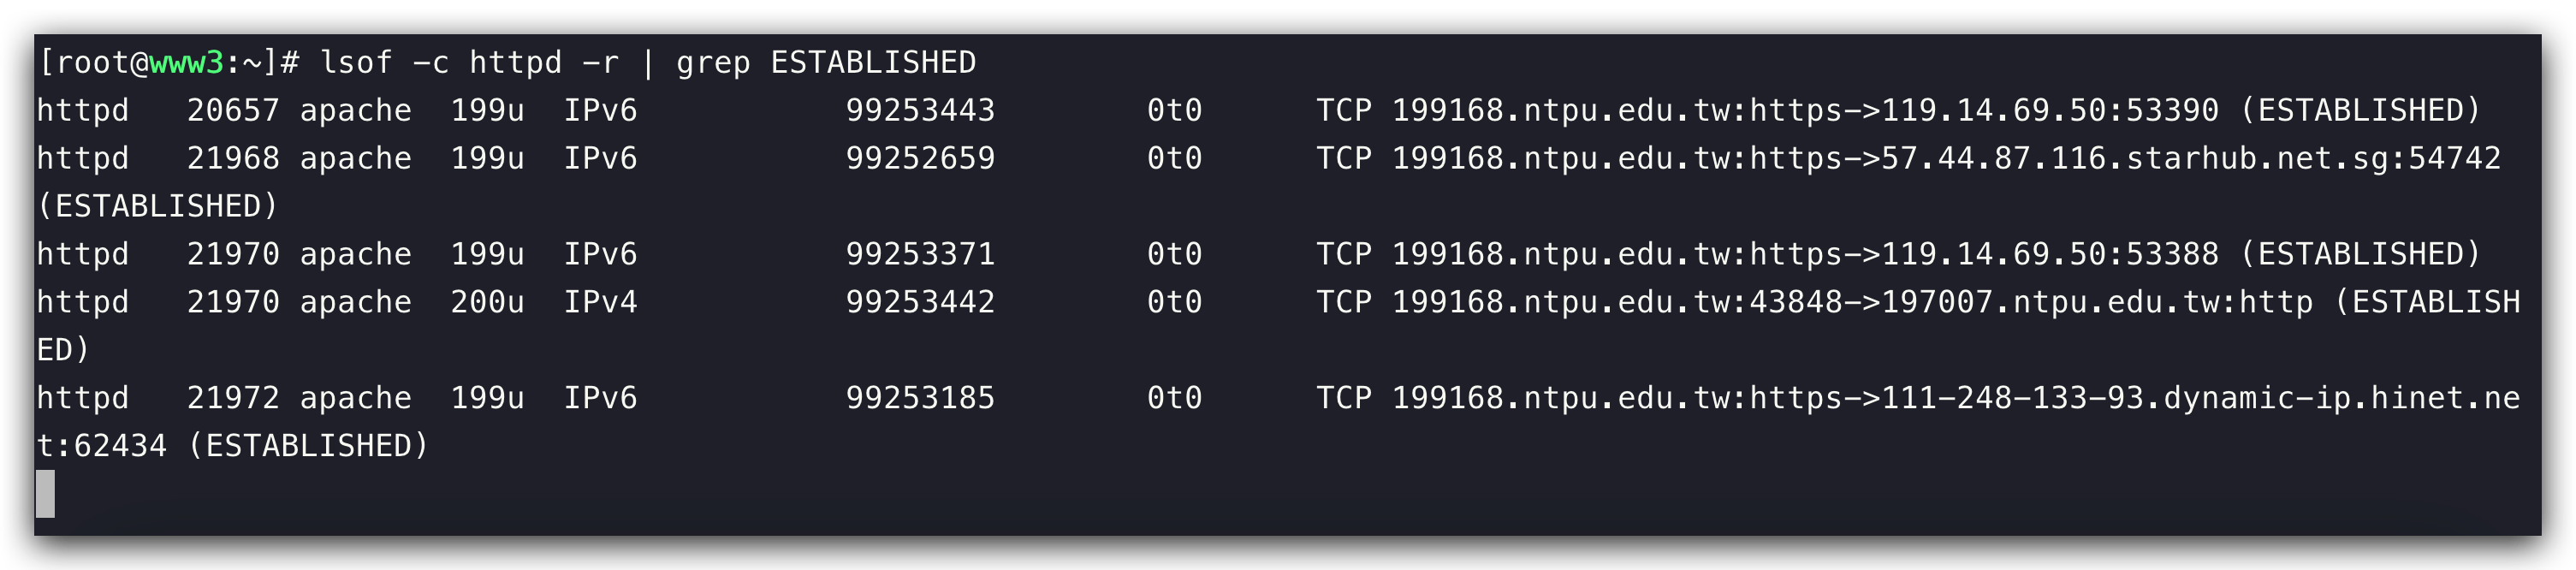 [root@www3:~]# lsof -c httpd -r | grep ESTABLISHED
httpd   20657 apache  199u  IPv6           99253443        0t0      TCP 199168.ntpu.edu.tw:https->119.14.69.50:53390 (ESTABLISHED)
httpd   21968 apache  199u  IPv6           99252659        0t0      TCP 199168.ntpu.edu.tw:https->57.44.87.116.starhub.net.sg:54742
(ESTABLISHED)
httpd   21970 apache  199u  IPv6           99253371        0t0      TCP 199168.ntpu.edu.tw:https->119.14.69.50:53388 (ESTABLISHED)
httpd   21970 apache  200u  IPv4           99253442        0t0      TCP 199168.ntpu.edu.tw:43848->197007.ntpu.edu.tw:http (ESTABLISH
ED)
httpd   21972 apache  199u  IPv6           99253185        0t0      TCP 199168.ntpu.edu.tw:https->111-248-133-93.dynamic-ip.hinet.ne
t:62434 (ESTABLISHED)